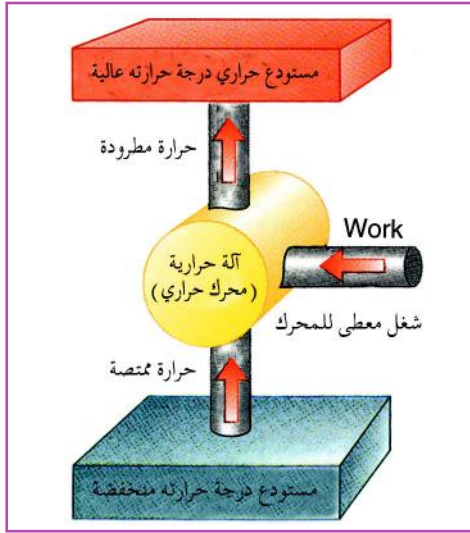 مستودع حراري درجة حرارته عالية
حرارة مطرودة
Work
آلة حرارية
(محرك حراري)
شغل معطى للمحرك
حرارة ممتصة
مستودع درجة حرارته منخفضة